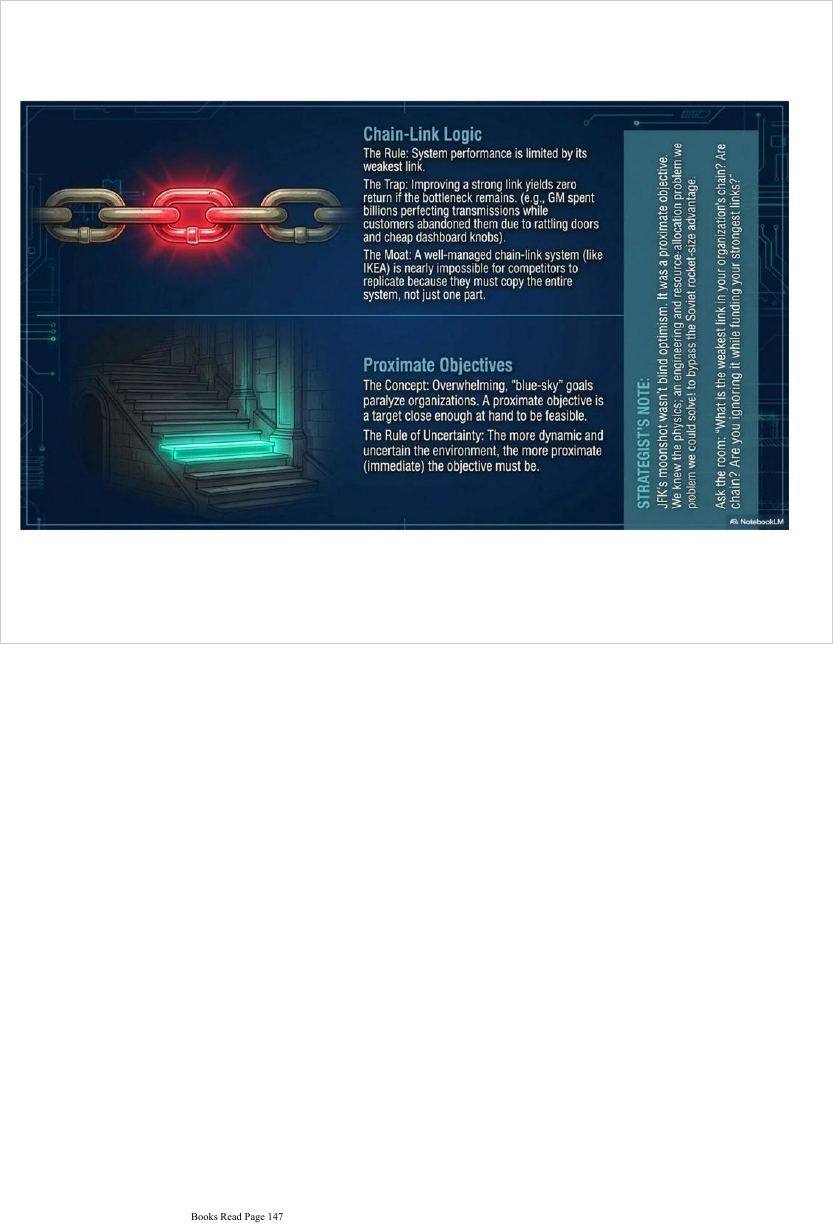 Chain-Link Logic
The Rule: System performance is limited by its
weakest link.
The Trap: Improving a strong link yields zero
return if the bottleneck remains. (e.g., GM spent
billions perfecting transmissions while
customers abandoned them due to rattling doors
and cheap dashboard knobs).
The Moat: A well-managed chain-link system (like
IKEA) is nearly impossible for competitors to
replicate because they must copy the entire
system, not just one part.
Proximate Objectives
The Concept: Overwhelming, "blue-sky" goals
paralyze organizations. A proximate objective is
a target close enough at hand to be feasible.
The Rule of Uncertainty: The more dynamic and
uncertain the environment, the more proximate
(immediate) the objective must be.
STRATEGIST'S NOTE:
JFK's moonshot wasn't blind optimism. It was a proximate objective.
We knew the physics; an engineering and resource-allocation problem we
problem we could solve! to bypass the Soviet rocket-size advantage.
Ask the room: "What is the weakest link in your organization's chain? Are
chain? Are you ignoring it while funding your strongest links?"
NotebookLM
Books Read Page 147